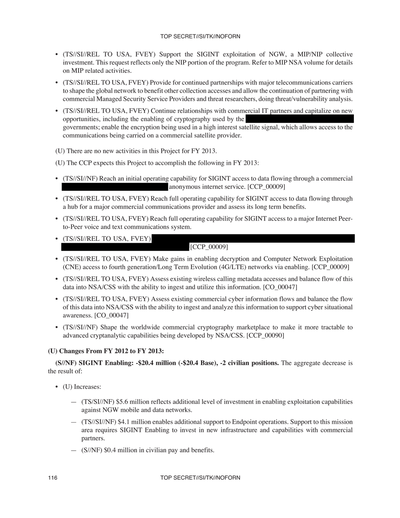 TOP SECRET//SI/TK//NOFORN
• (TS//SI//REL TO USA, FVEY) Support the SIGINT exploitation of NGW, a MIP/NIP collective
investment. This request reflects only the NIP portion of the program. Refer to MIP NSA volume for details
on MIP related activities.
• (TS//SI//REL TO USA, FVEY) Provide for continued partnerships with major telecommunications carriers
to shape the global network to benefit other collection accesses and allow the continuation of partnering with
commercial Managed Security Service Providers and threat researchers, doing threat/vulnerability analysis.
• (TS//SI//REL TO USA, FVEY) Continue relationships with commercial IT partners and capitalize on new
opportunities, including the enabling of cryptography used by the
governments; enable the encryption being used in a high interest satellite signal, which allows access to the
communications being carried on a commercial satellite provider.
(U) There are no new activities in this Project for FY 2013.
(U) The CCP expects this Project to accomplish the following in FY 2013:
• (TS//SI//NF) Reach an initial operating capability for SIGINT access to data flowing through a commercial
anonymous internet service. [CCP_00009]
• (TS//SI//REL TO USA, FVEY) Reach full operating capability for SIGINT access to data flowing through
a hub for a major commercial communications provider and assess its long term benefits.
• (TS//SI//REL TO USA, FVEY) Reach full operating capability for SIGINT access to a major Internet Peer-
to-Peer voice and text communications system.
• (TS//SI//REL TO USA, FVEY)
[CCP_00009]
• (TS//SI//REL TO USA, FVEY) Make gains in enabling decryption and Computer Network Exploitation
(CNE) access to fourth generation/Long Term Evolution (4G/LTE) networks via enabling. [CCP_00009]
• (TS//SI//REL TO USA, FVEY) Assess existing wireless calling metadata accesses and balance flow of this
data into NSA/CSS with the ability to ingest and utilize this information. [CO_00047]
• (TS//SI//REL TO USA, FVEY) Assess existing commercial cyber information flows and balance the flow
of this data into NSA/CSS with the ability to ingest and analyze this information to support cyber situational
awareness. [CO_00047]
• (TS//SI//NF) Shape the worldwide commercial cryptography marketplace to make it more tractable to
advanced cryptanalytic capabilities being developed by NSA/CSS. [CCP_00090]
(U) Changes From FY 2012 to FY 2013:
(S//NF) SIGINT Enabling: -$20.4 million (-$20.4 Base), -2 civilian positions. The aggregate decrease is
the result of:
• (U) Increases:
— (TS//SI//NF) $5.6 million reflects additional level of investment in enabling exploitation capabilities
against NGW mobile and data networks.
— (TS//SI//NF) $4.1 million enables additional support to Endpoint operations. Support to this mission
area requires SIGINT Enabling to invest in new infrastructure and capabilities with commercial
partners.
— (S//NF) $0.4 million in civilian pay and benefits.
116
TOP SECRET//SI/TK//NOFORN